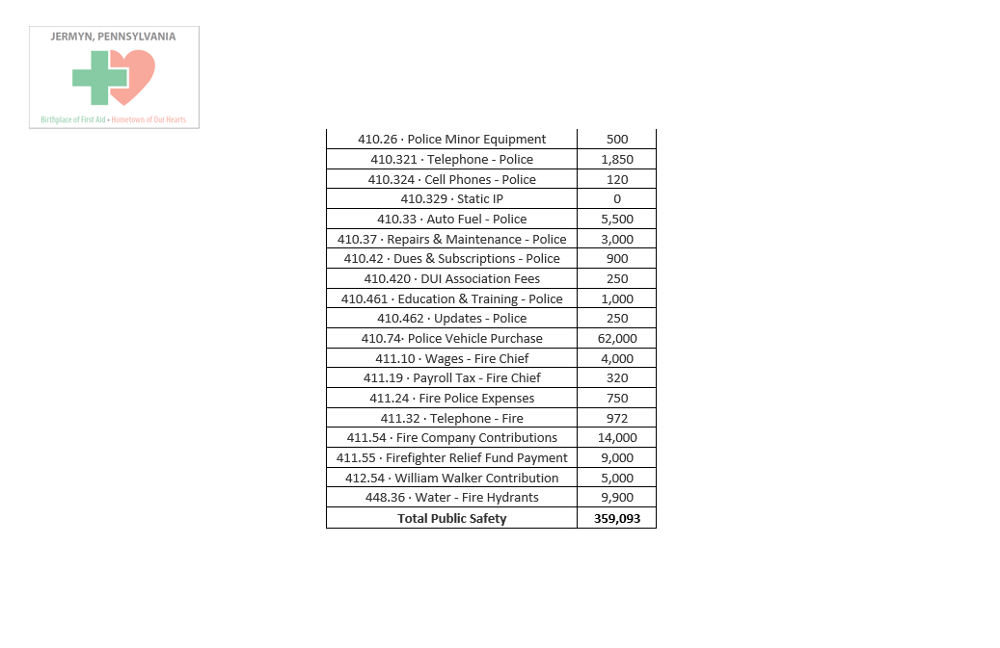 JERMYN, PENNSYLVANIA
Birthplace of First Aid • Hometown of Our Hearts
410.26 · Police Minor Equipment 500
410.321 · Telephone - Police 1,850
410.324 · Cell Phones - Police 120
410.329 · Static IP 0
410.33 · Auto Fuel - Police 5,500
410.37 · Repairs & Maintenance - Police 3,000
410.42 · Dues & Subscriptions - Police 900
410.420 · DUI Association Fees 250
410.461 · Education & Training - Police 1,000
410.462 · Updates - Police 250
410.74· Police Vehicle Purchase 62,000
411.10 · Wages - Fire Chief 4,000
411.19 · Payroll Tax - Fire Chief 320
411.24 · Fire Police Expenses 750
411.32 · Telephone - Fire 972
411.54 · Fire Company Contributions 14,000
411.55 · Firefighter Relief Fund Payment 9,000
412.54 · William Walker Contribution 5,000
448.36 · Water - Fire Hydrants 9,900
Total Public Safety 359,093